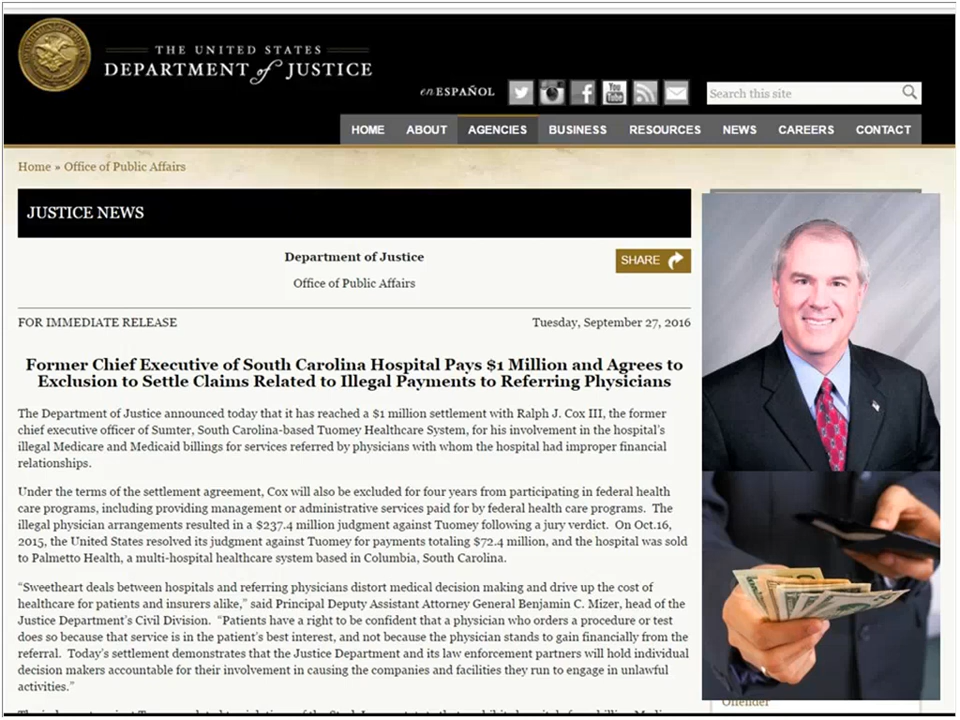 THE UNITED STATES
DEPARTMENT of JUSTICE
en ESPAÑOL
You
Tube
Search this site
HOME ABOUT AGENCIES BUSINESS RESOURCES NEWS CAREERS CONTACT
Home » Office of Public Affairs
JUSTICE NEWS
Department of Justice
SHARE
Office of Public Affairs
FOR IMMEDIATE RELEASE
Tuesday, September 27, 2016
Former Chief Executive of South Carolina Hospital Pays $1 Million and Agrees to
Exclusion to Settle Claims Related to Illegal Payments to Referring Physicians
The Department of Justice announced today that it has reached a $1 million settlement with Ralph J. Cox III, the former
chief executive officer of Sumter, South Carolina-based Tuomey Healthcare System, for his involvement in the hospital's
illegal Medicare and Medicaid billings for services referred by physicians with whom the hospital had improper financial
relationships.
Under the terms of the settlement agreement, Cox will also be excluded for four years from participating in federal health
care programs, including providing management or administrative services paid for by federal health care programs. The
illegal physician arrangements resulted in a $237.4 million judgment against Tuomey following a jury verdict. On Oct.16,
2015, the United States resolved its judgment against Tuomey for payments totaling $72.4 million, and the hospital was sold
to Palmetto Health, a multi-hospital healthcare system based in Columbia, South Carolina.
“Sweetheart deals between hospitals and referring physicians distort medical decision making and drive up the cost of
healthcare for patients and insurers alike,” said Principal Deputy Assistant Attorney General Benjamin C. Mizer, head of the
Justice Department's Civil Division. “Patients have a right to be confident that a physician who orders a procedure or test
does so because that service is in the patient's best interest, and not because the physician stands to gain financially from the
referral. Today's settlement demonstrates that the Justice Department and its law enforcement partners will hold individual
decision makers accountable for their involvement in causing the companies and facilities they run to engage in unlawful
activities.”
Offender